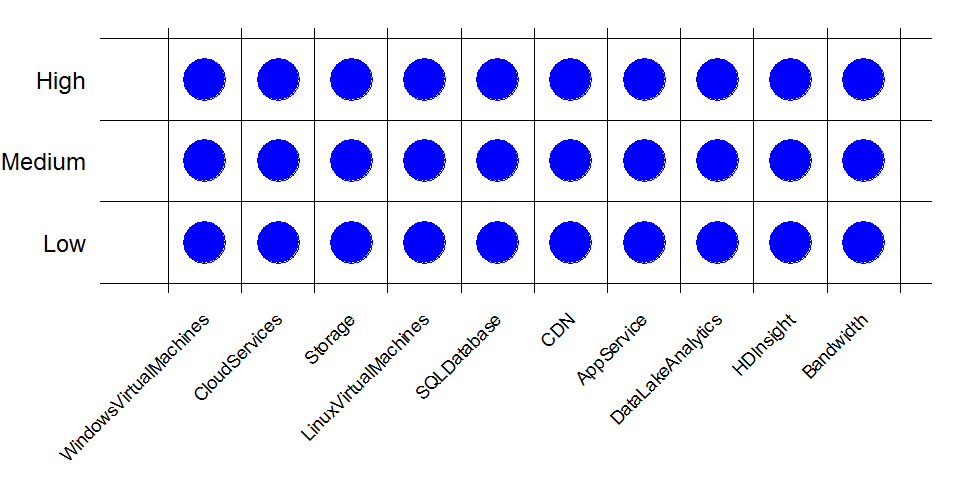 High
Medium
Low
WindowsVirtualMachines
CloudServices
Storage
LinuxVirtualMachines
SQLDatabase
CDN
AppService
DataLakeAnalytics
HDInsight
Bandwidth